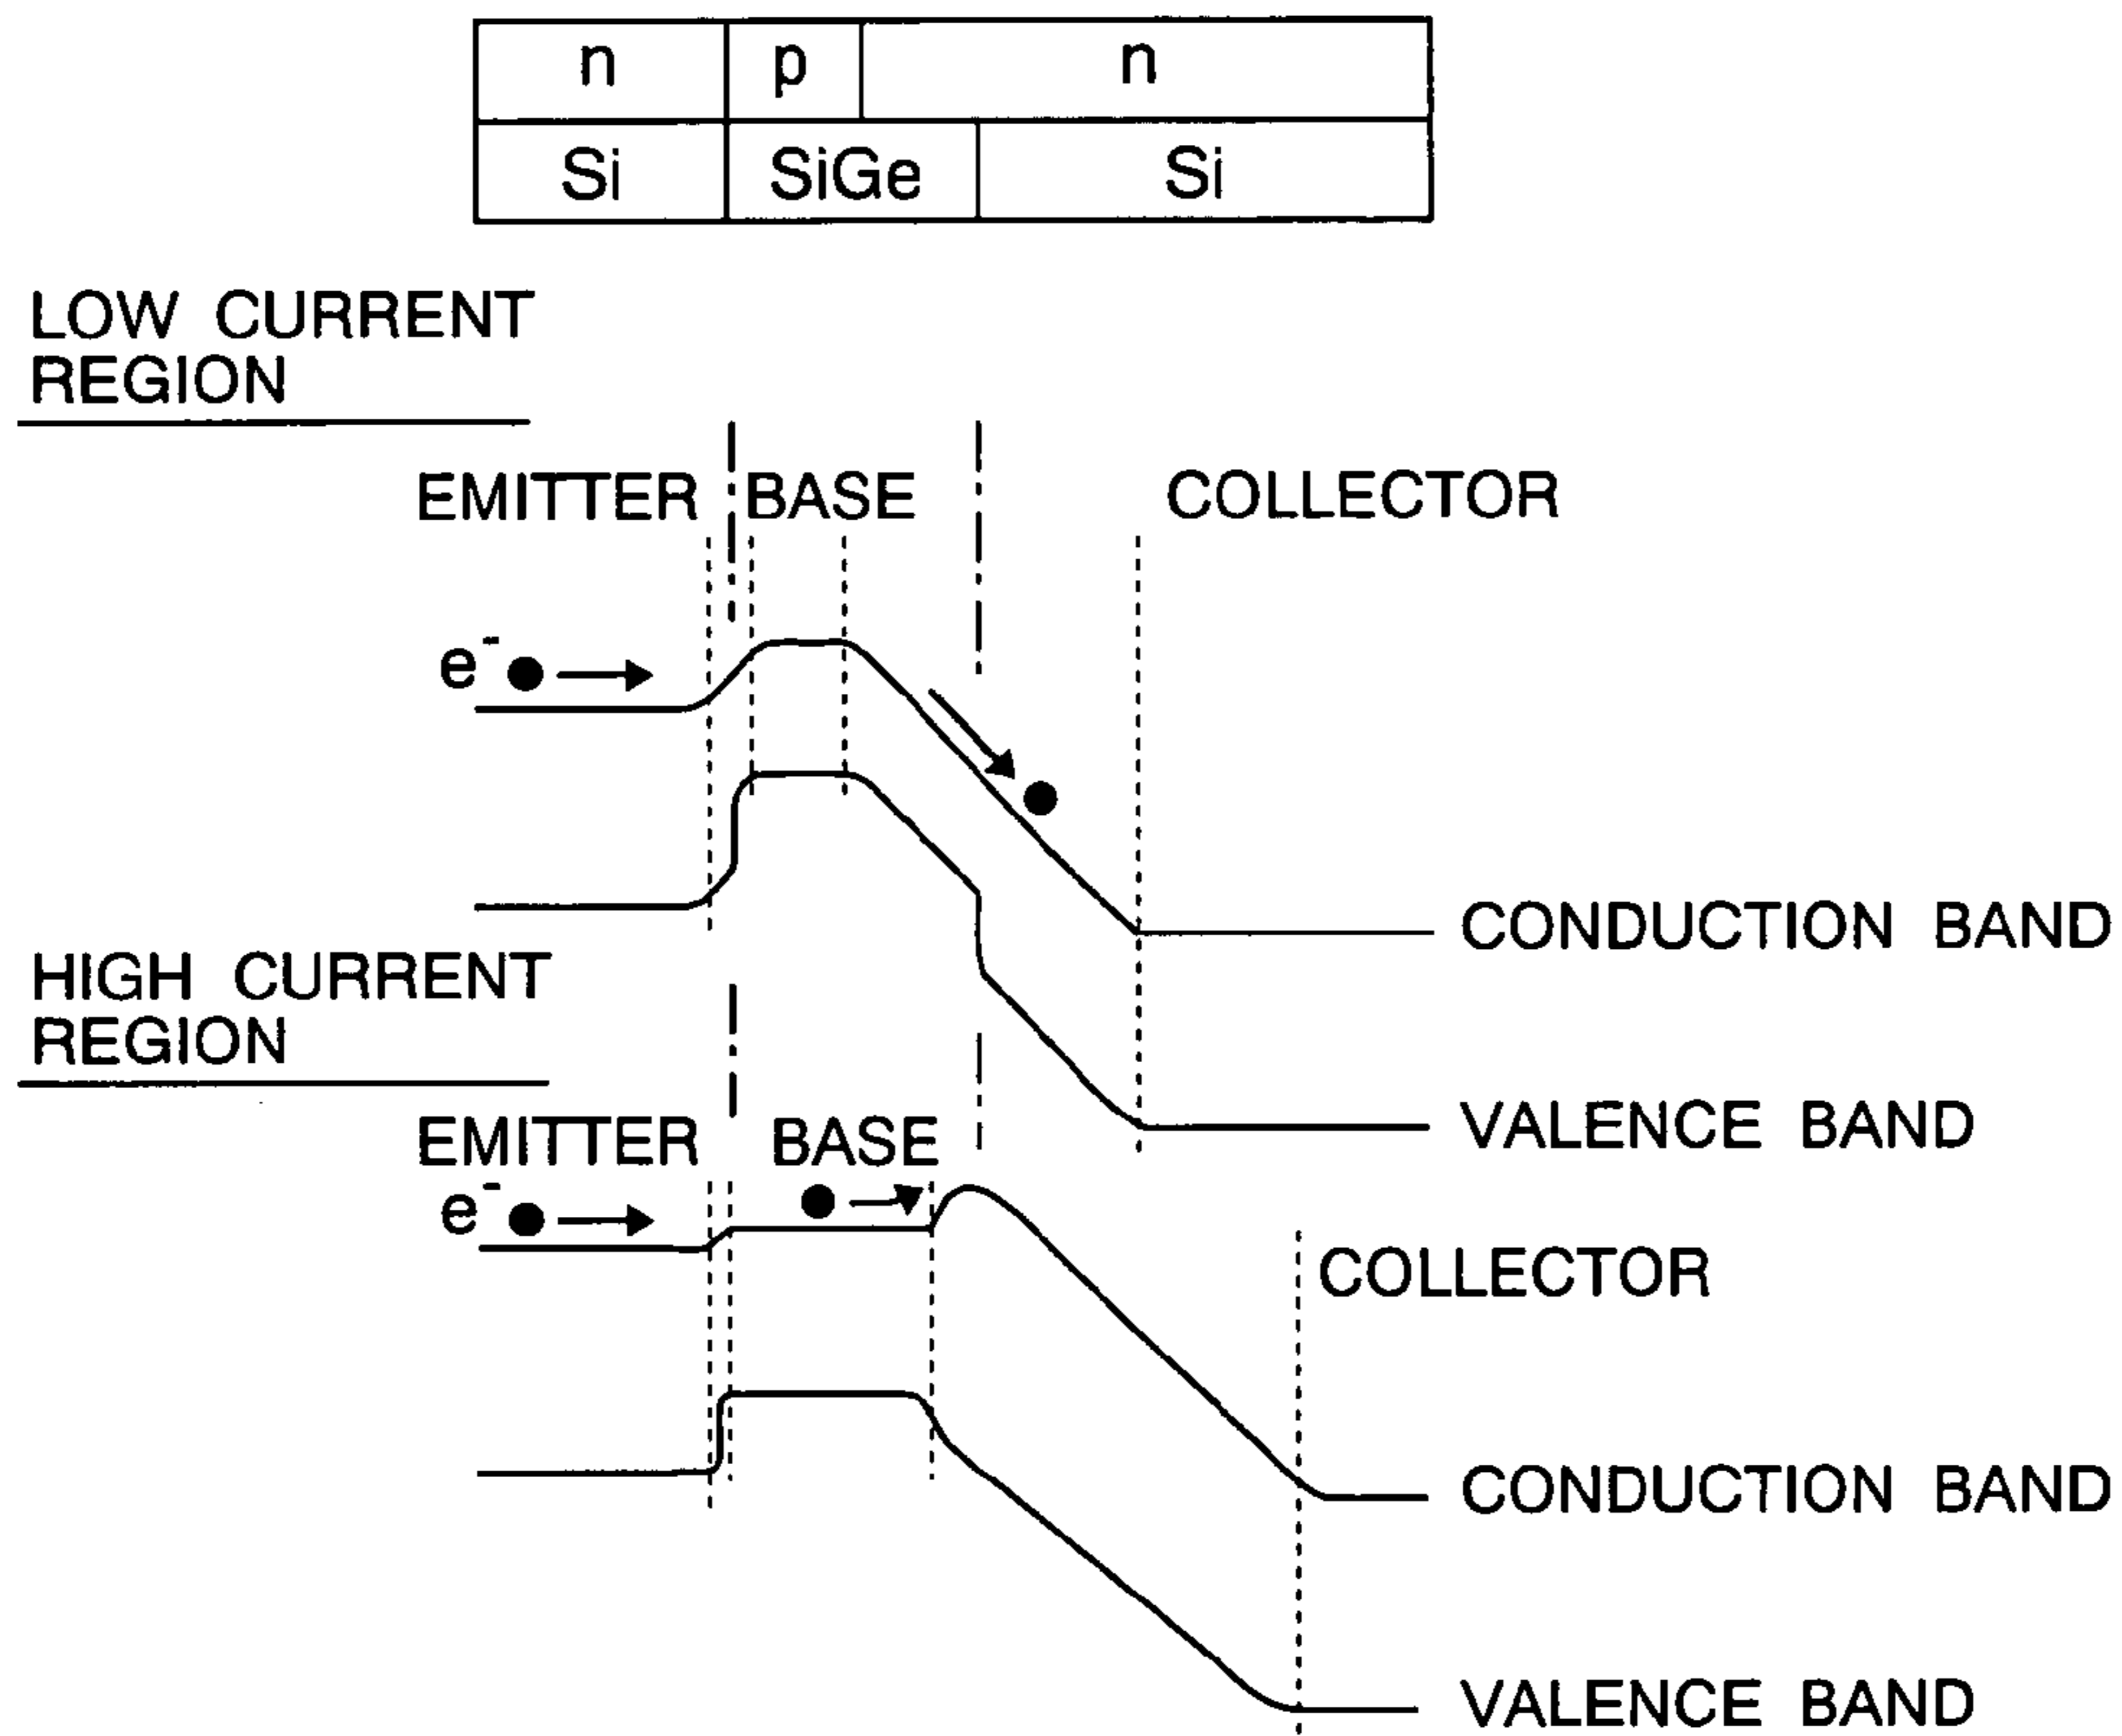 n p n
Si SiGe Si
LOW CURRENT
REGION
EMITTER BASE COLLECTOR
e⁻
CONDUCTION BAND
HIGH CURRENT
REGION
VALENCE BAND
EMITTER BASE
e⁻
COLLECTOR
CONDUCTION BAND
VALENCE BAND